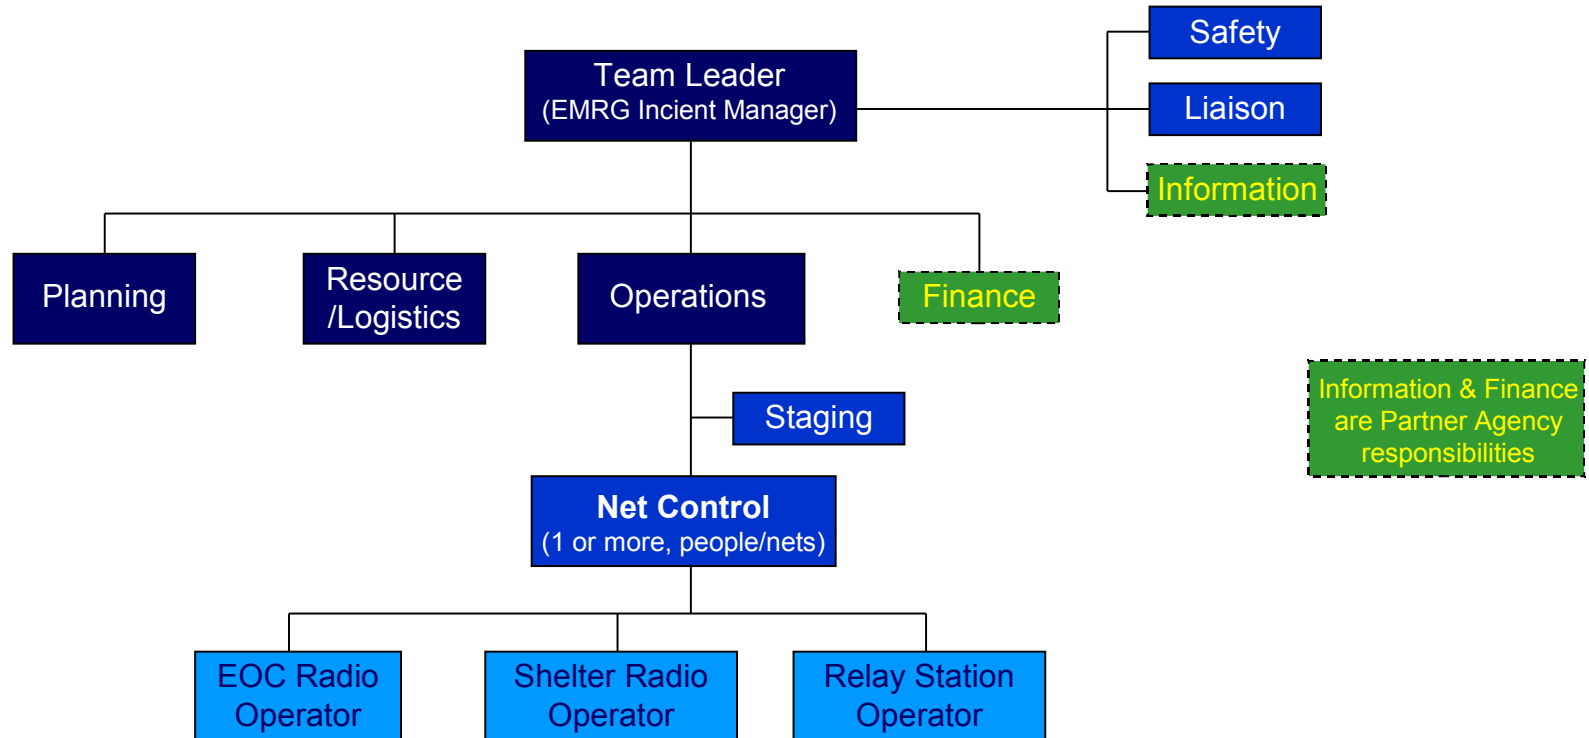 Safety
Team Leader
(EMRG Incient Manager)
Liaison
Information
Planning
Resource
/Logistics
Operations
Finance
Information & Finance
are Partner Agency
responsibilities
Staging
Net Control
(1 or more, people/nets)
EOC Radio
Operator
Shelter Radio
Operator
Relay Station
Operator